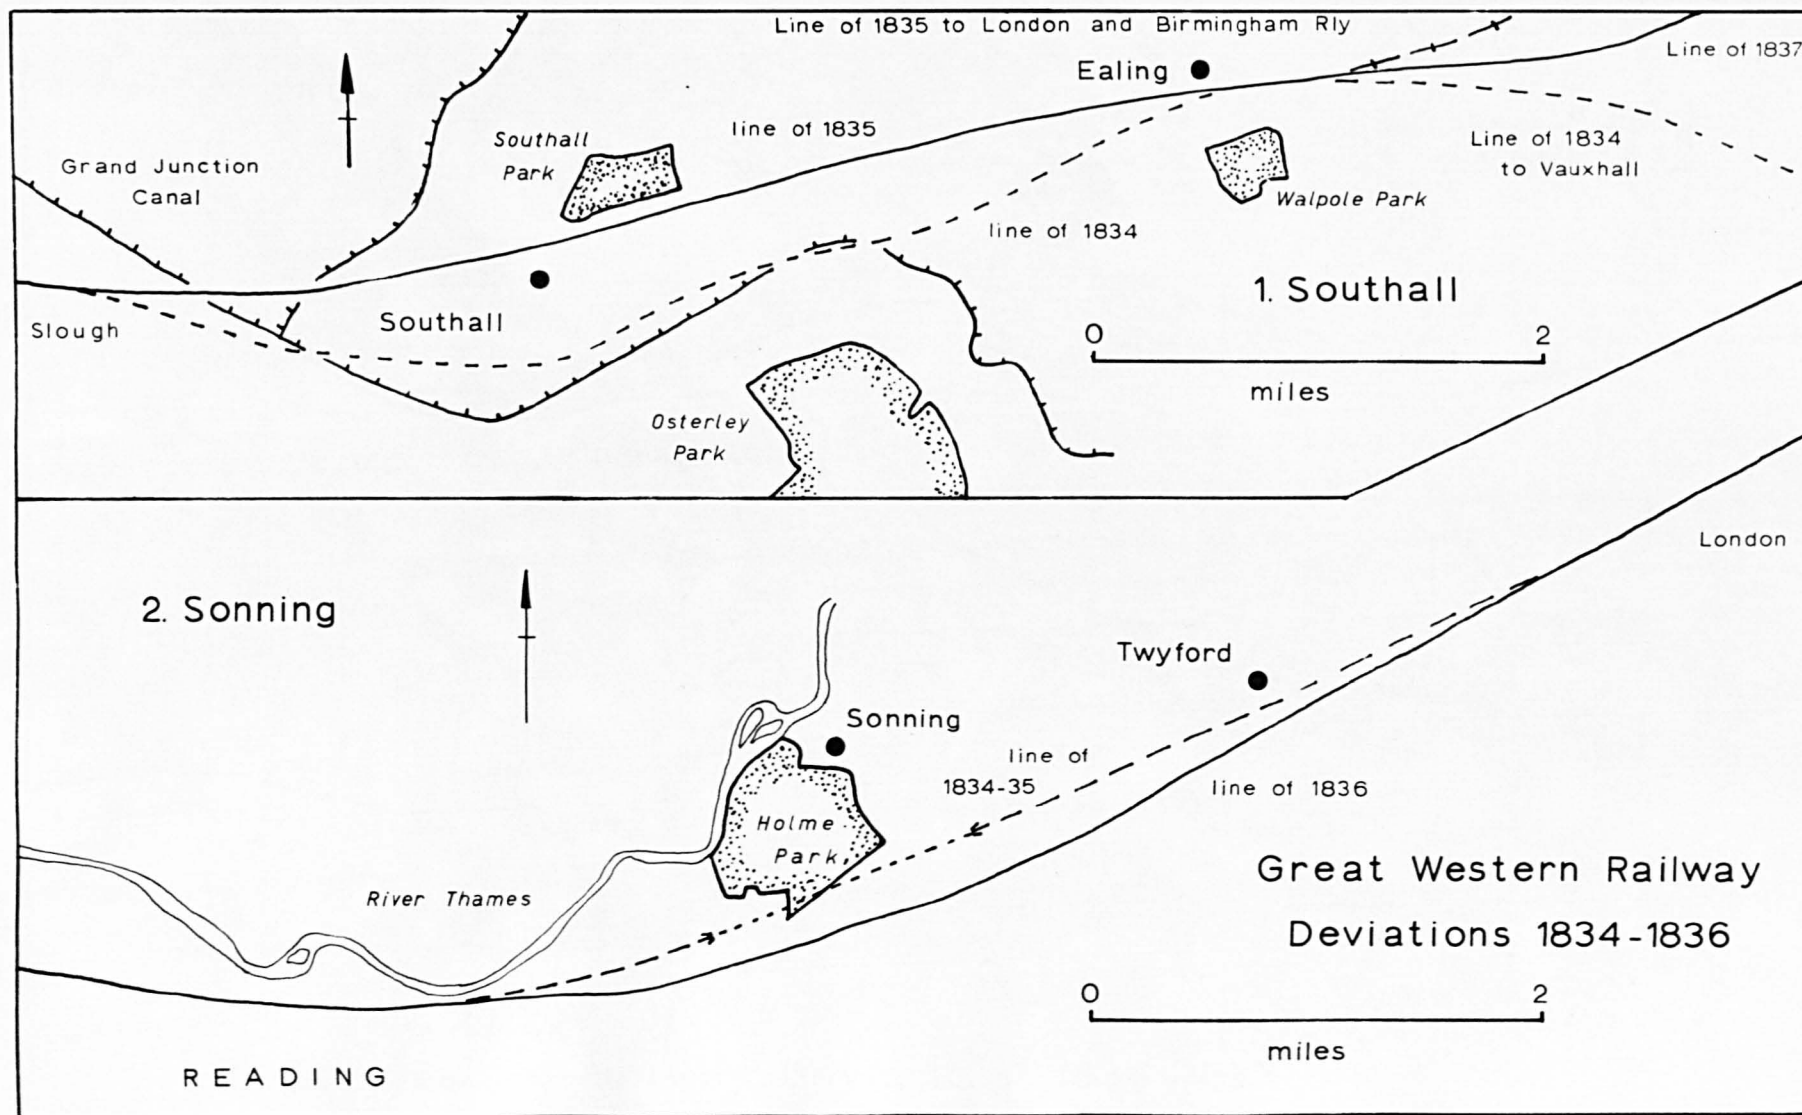 Line of 1835 to London and Birmingham Rly
Line of 1837
Ealing
line of 1835
Southall
Park
Grand Junction
Canal
Line of 1834
to Vauxhall
Walpole Park
line of 1834
1. Southall
Slough
Southall
0 2
miles
Osterley
Park
London
2. Sonning
Twyford
Sonning
line of
1834-35
line of 1836
Holme
Park
River Thames
Great Western Railway
Deviations 1834-1836
0 2
miles
READING